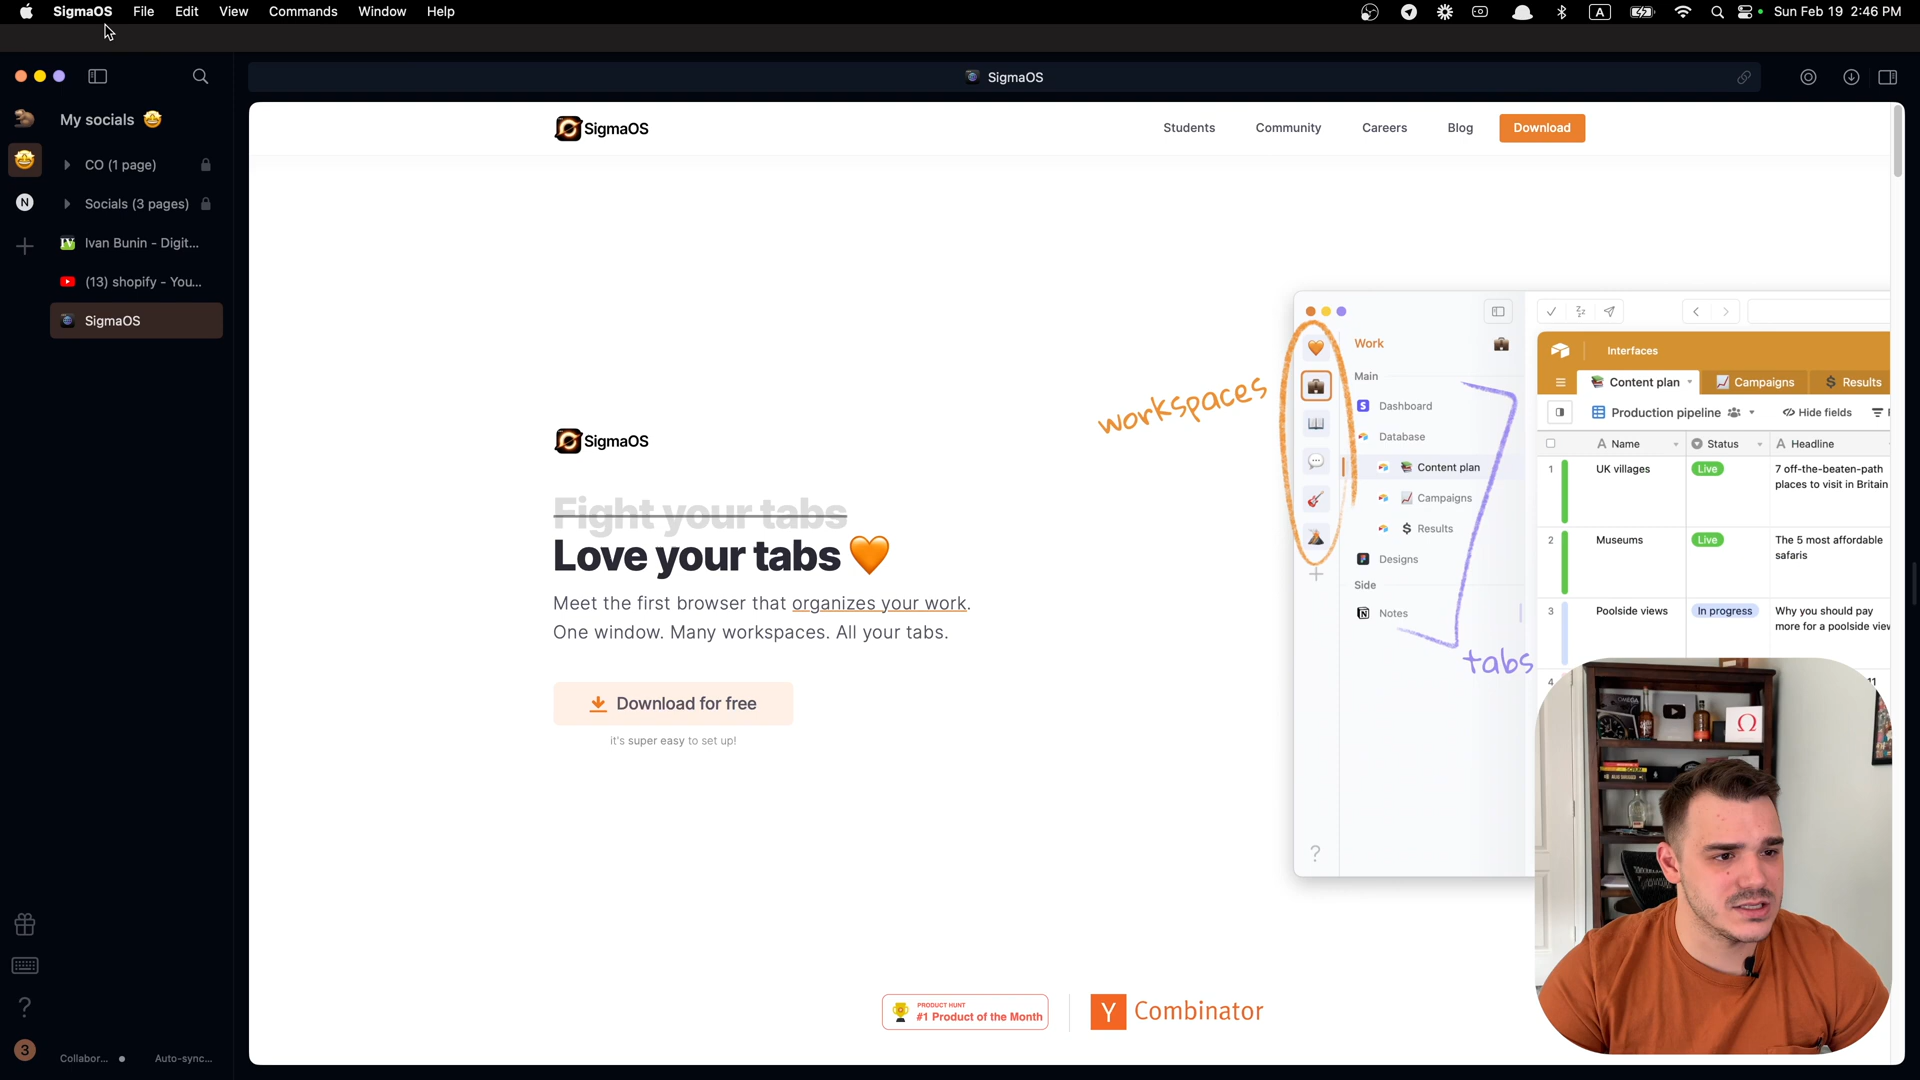 SigmaOS File Edit View Commands Window Help
A
Sun Feb 19 2:46 PM
SigmaOS
My socials 🤩
CO (1 page)
N
Socials (3 pages)
IV Ivan Bunin - Digit...
(13) shopify - You...
SigmaOS
?
3
Collabor...
Auto-sync...
SigmaOS
Students Community Careers Blog Download
SigmaOS
Fight your tabs
Love your tabs 🧡
Meet the first browser that organizes your work.
One window. Many workspaces. All your tabs.
Download for free
it's super easy to set up!
workspaces
tabs
Work
Main
Dashboard
Database
Content plan
Campaigns
Results
Designs
Side
Notes
?
Interfaces
Content plan Campaigns Results
Production pipeline Hide fields
Name Status Headline
1 UK villages Live 7 off-the-beaten-path
places to visit in Britain
2 Museums Live The 5 most affordable
safaris
3 Poolside views In progress Why you should pay
more for a poolside view
4 11
PRODUCT HUNT
#1 Product of the Month
Y Combinator
Ω